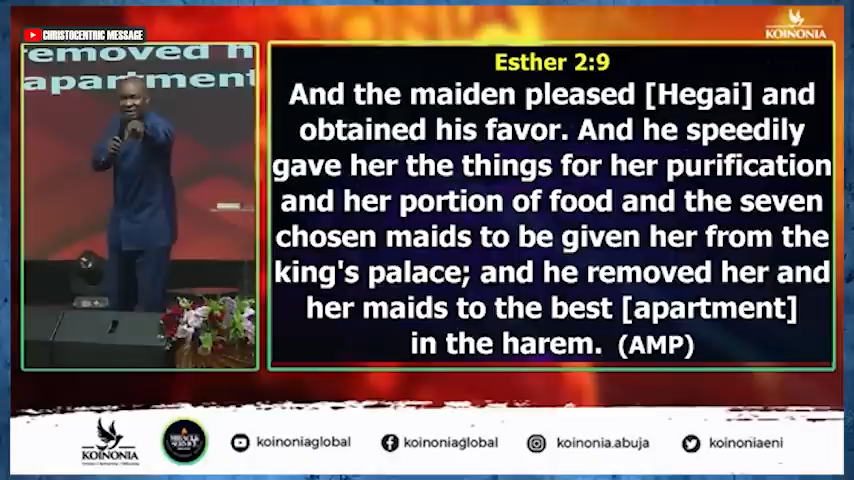 CHRISTOCENTRIC MESSAGE
KOINONIA
emoved h
apartment
Esther 2:9
And the maiden pleased [Hegai] and
obtained his favor. And he speedily
gave her the things for her purification
and her portion of food and the seven
chosen maids to be given her from the
king's palace; and he removed her and
her maids to the best [apartment]
in the harem. (AMP)
KOINONIA
MIRACLE
SERVICE
koinoniaglobal
koinoniaglobal
koinonia.abuja
koinoniaeni